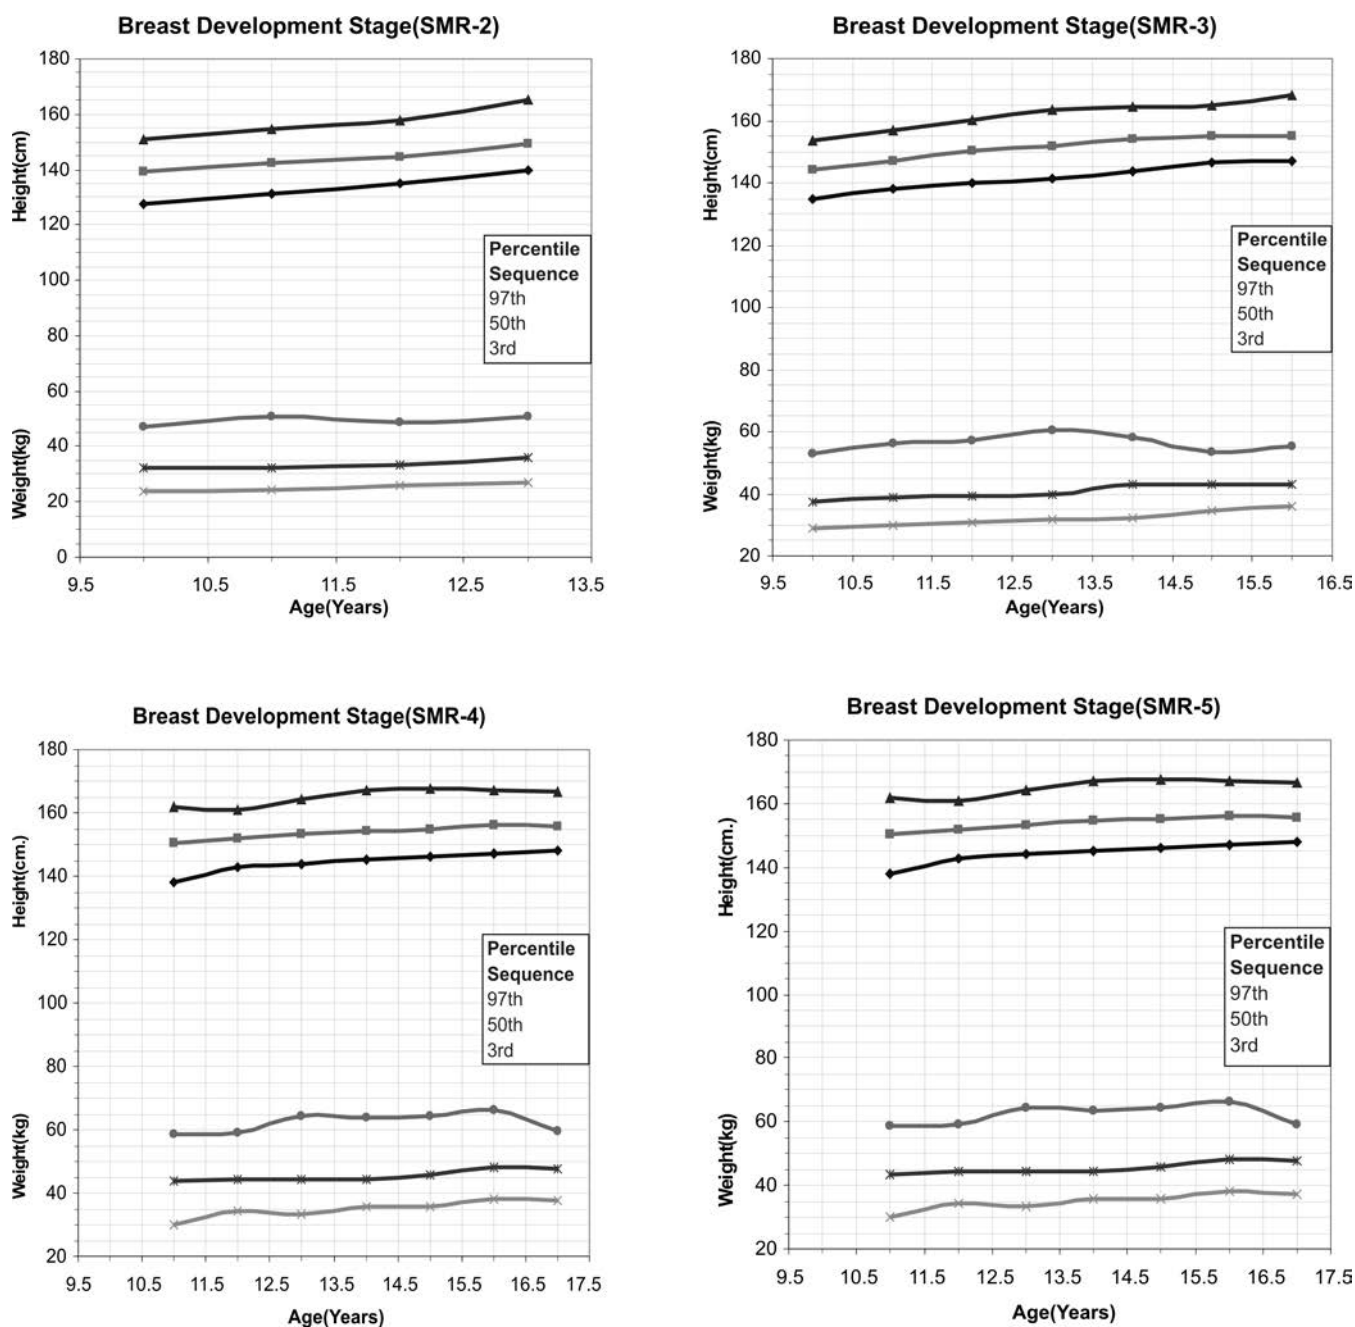 Breast Development Stage(SMR-2)
180
160
140
120
100
80
60
40
20
0
Height(cm)
Weight(kg)
Percentile
Sequence
97th
50th
3rd
9.5 10.5 11.5 12.5 13.5
Age(Years)
Breast Development Stage(SMR-3)
180
160
140
120
100
80
60
40
20
Height(cm)
Weight(kg)
Percentile
Sequence
97th
50th
3rd
9.5 10.5 11.5 12.5 13.5 14.5 15.5 16.5
Age(Years)
Breast Development Stage(SMR-4)
180
160
140
120
100
80
60
40
20
Height(cm.)
Weight(kg)
Percentile
Sequence
97th
50th
3rd
9.5 10.5 11.5 12.5 13.5 14.5 15.5 16.5 17.5
Age(Years)
Breast Development Stage(SMR-5)
180
160
140
120
100
80
60
40
20
Height(cm.)
Weight(kg)
Percentile
Sequence
97th
50th
3rd
9.5 10.5 11.5 12.5 13.5 14.5 15.5 16.5 17.5
Age(Years)